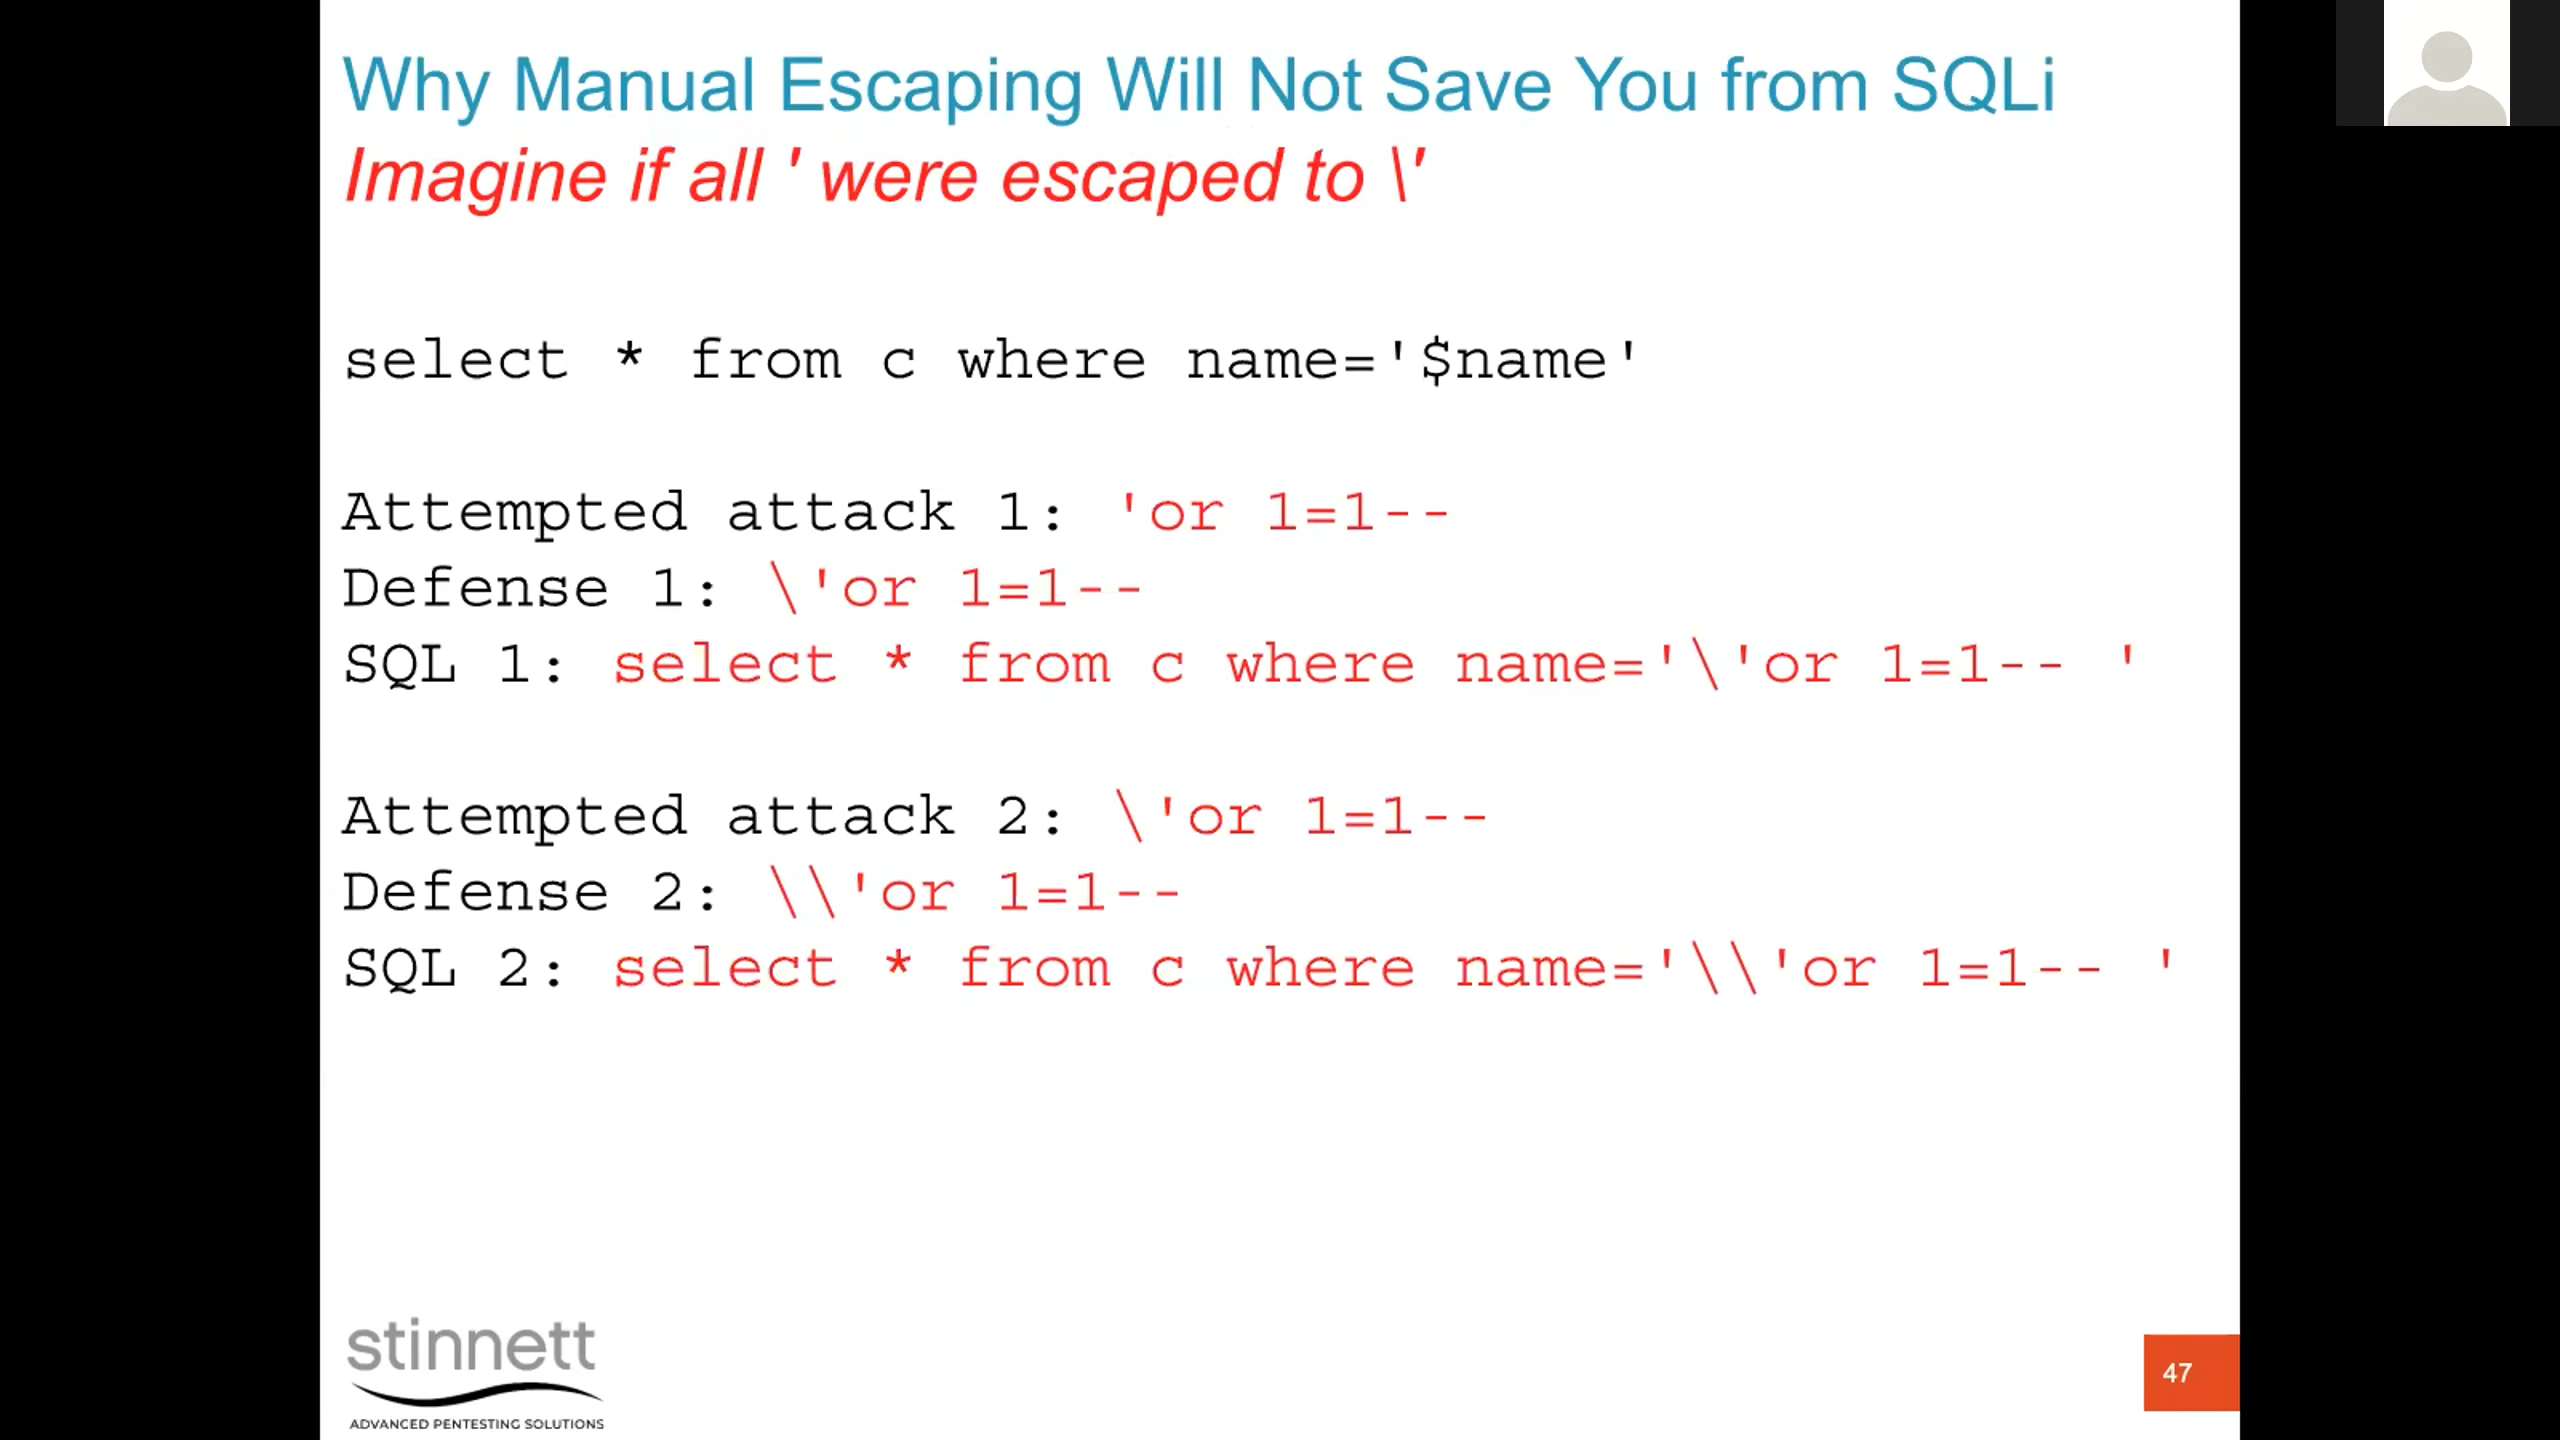 Why Manual Escaping Will Not Save You from SQLi
Imagine if all ' were escaped to \'
select * from c where name='$name'
Attempted attack 1: 'or 1=1--
Defense 1: \'or 1=1--
SQL 1: select * from c where name='\'or 1=1-- '
Attempted attack 2: \'or 1=1--
Defense 2: \\'or 1=1--
SQL 2: select * from c where name='\\'or 1=1-- '
stinnett
ADVANCED PENTESTING SOLUTIONS
47